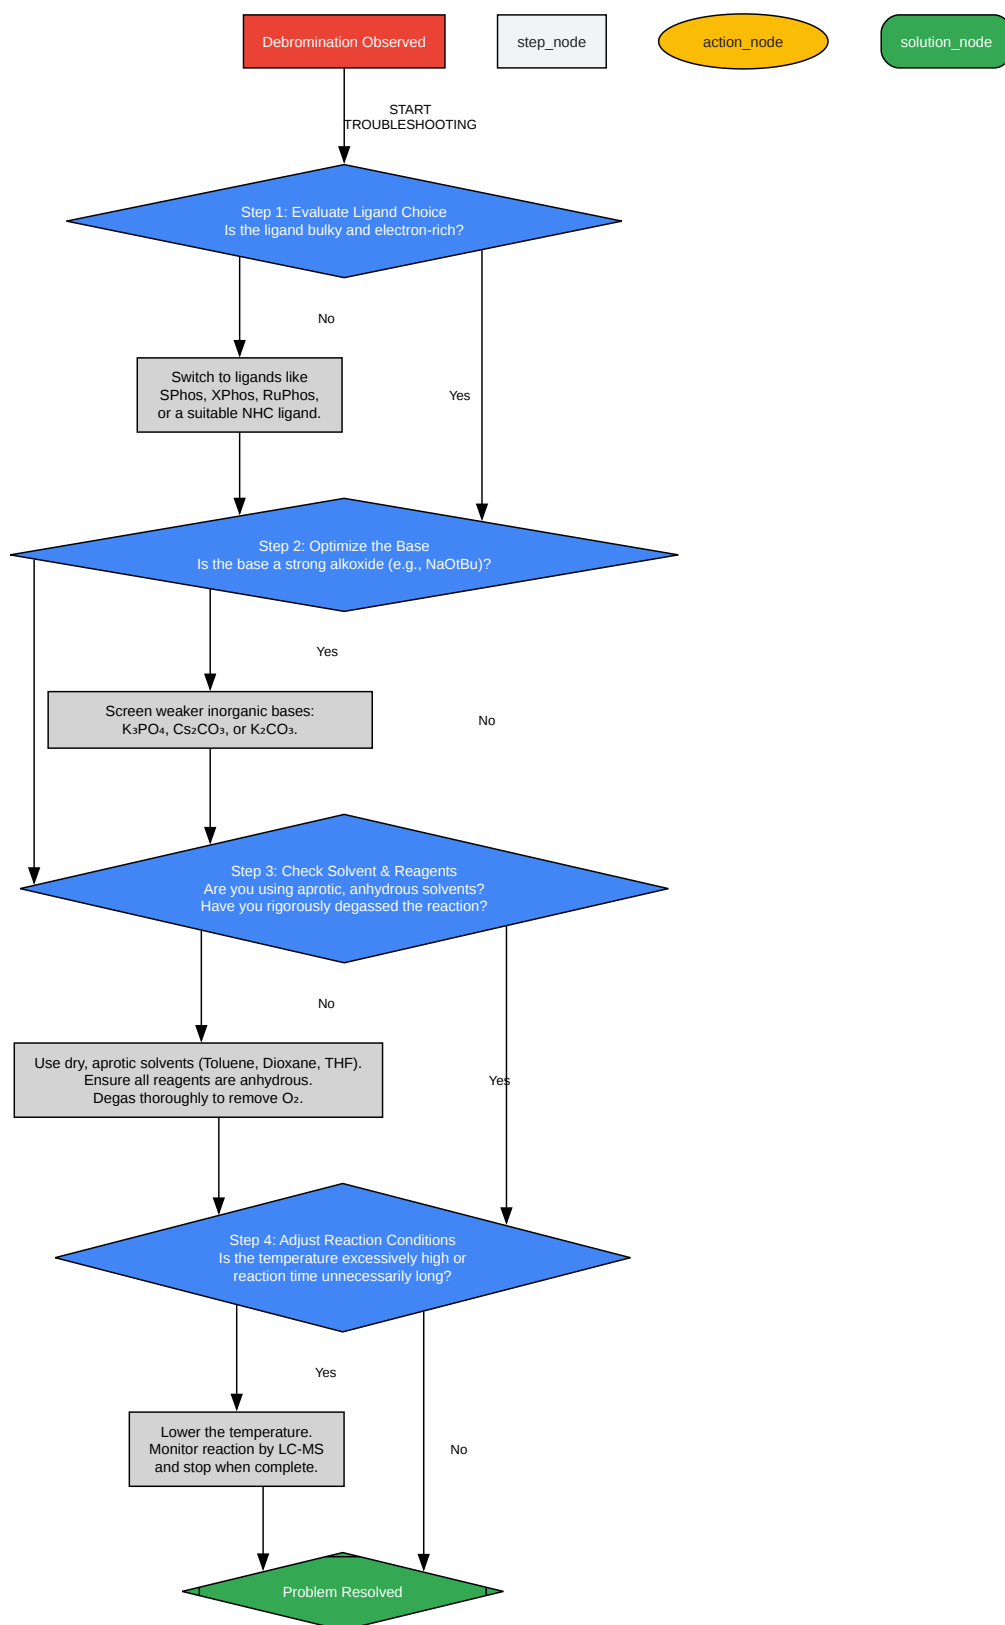 Debromination Observed
step_node
action_node
solution_node
START
TROUBLESHOOTING
Step 1: Evaluate Ligand Choice
Is the ligand bulky and electron-rich?
No
Switch to ligands like
SPhos, XPhos, RuPhos,
or a suitable NHC ligand.
Yes
Step 2: Optimize the Base
Is the base a strong alkoxide (e.g., NaOtBu)?
Yes
Screen weaker inorganic bases:
K₃PO₄, Cs₂CO₃, or K₂CO₃.
No
Step 3: Check Solvent & Reagents
Are you using aprotic, anhydrous solvents?
Have you rigorously degassed the reaction?
No
Use dry, aprotic solvents (Toluene, Dioxane, THF).
Ensure all reagents are anhydrous.
Degas thoroughly to remove O₂.
Yes
Step 4: Adjust Reaction Conditions
Is the temperature excessively high or
reaction time unnecessarily long?
Yes
Lower the temperature.
Monitor reaction by LC-MS
and stop when complete.
No
Problem Resolved